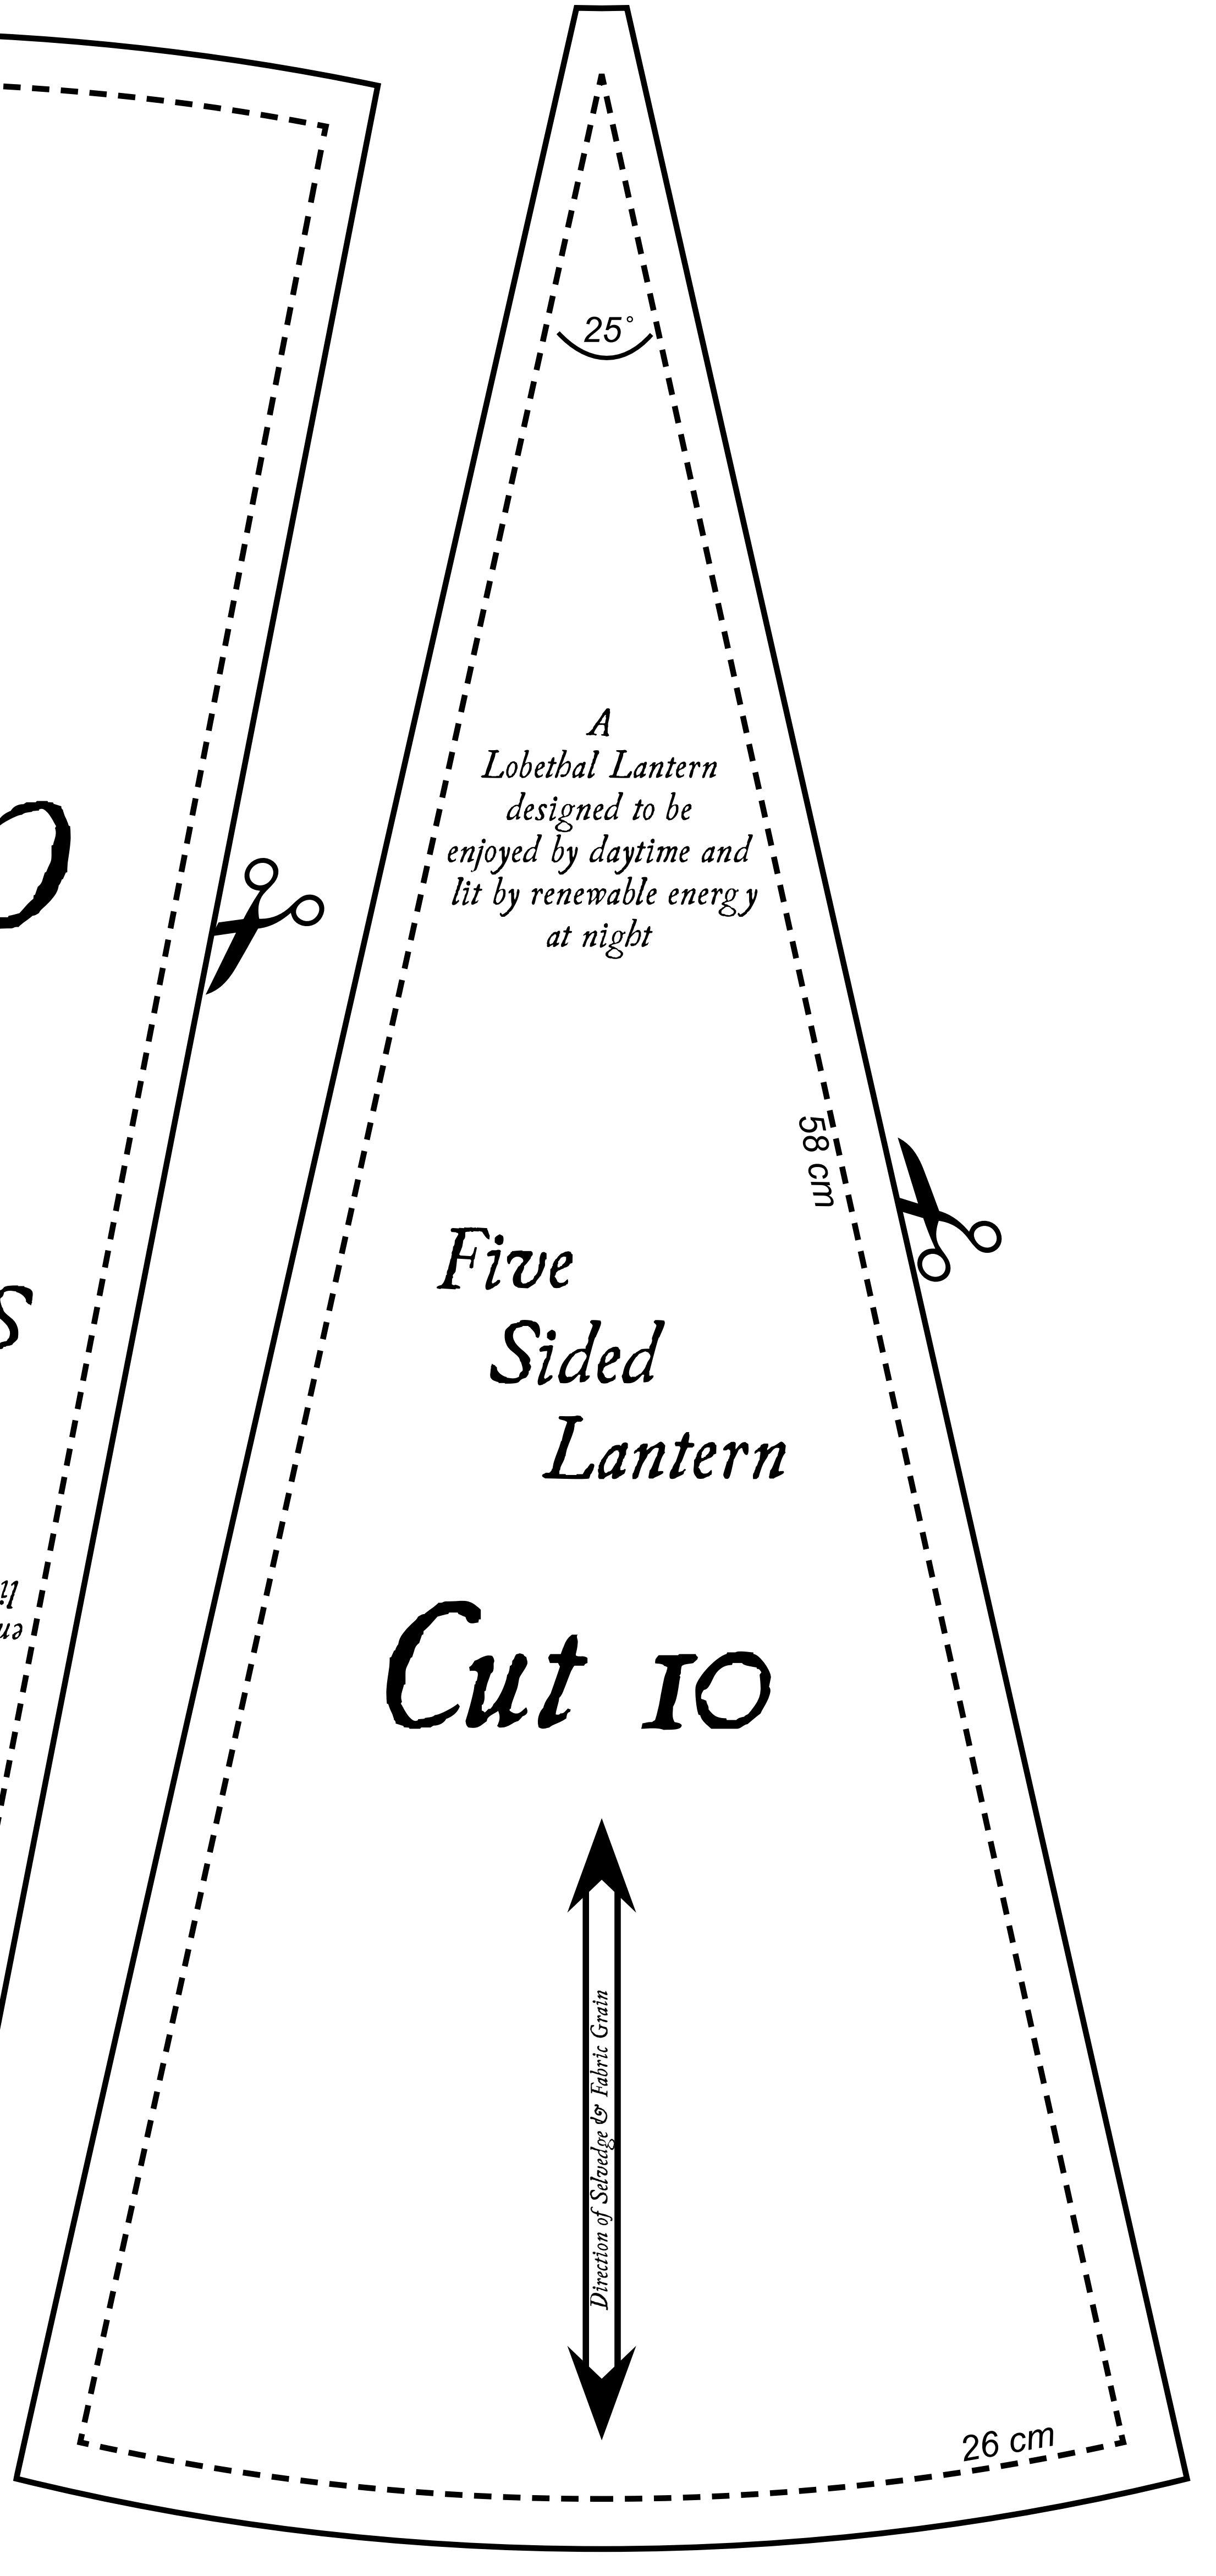 25°
A
Lobethal Lantern
designed to be
enjoyed by daytime and
lit by renewable energy
at night
58 cm
Five
Sided
Lantern
Cut 10
Direction of Selvedge & Fabric Grain
26 cm